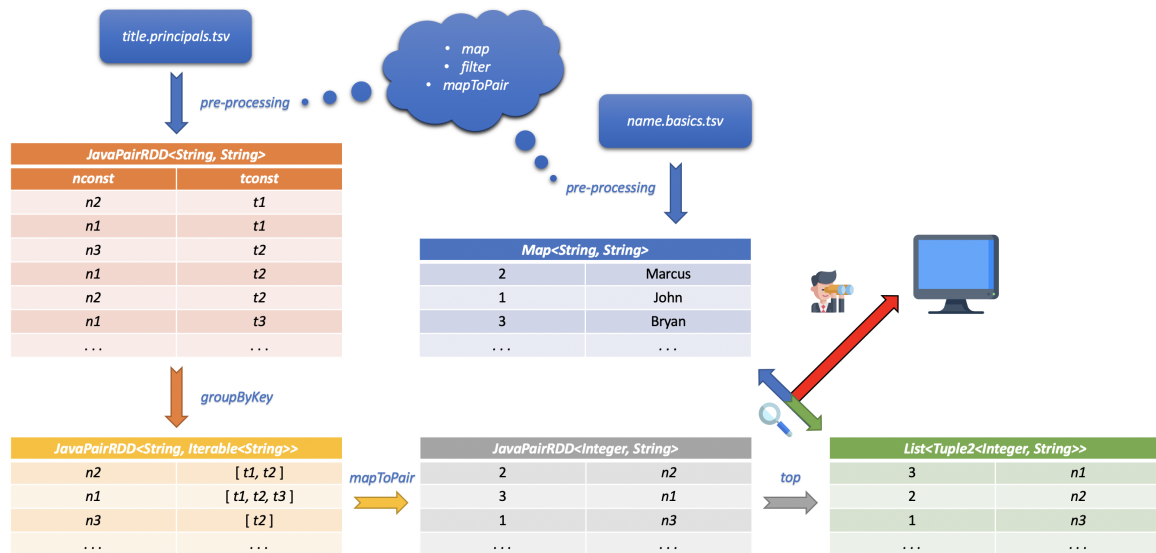 title.principals.tsv
• map
• filter
• mapToPair
pre-processing
name.basics.tsv
pre-processing
JavaPairRDD<String, String>
nconst tconst
n2 t1
n1 t1
n3 t2
n1 t2
n2 t2
n1 t3
. . . . . .
Map<String, String>
2 Marcus
1 John
3 Bryan
. . . . . .
groupByKey
JavaPairRDD<String, Iterable<String>>
n2 [ t1, t2 ]
n1 [ t1, t2, t3 ]
n3 [ t2 ]
. . . . . .
mapToPair
JavaPairRDD<Integer, String>
2 n2
3 n1
1 n3
. . . . . .
top
List<Tuple2<Integer, String>>
3 n1
2 n2
1 n3
. . . . . .